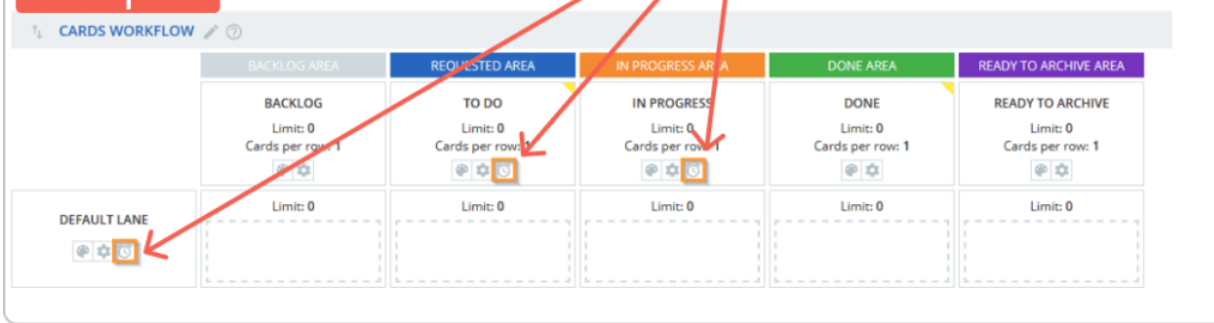 CARDS WORKFLOW
BACKLOG AREA REQUESTED AREA IN PROGRESS AREA DONE AREA READY TO ARCHIVE AREA
BACKLOG TO DO IN PROGRESS DONE READY TO ARCHIVE
Limit: 0 Limit: 0 Limit: 0 Limit: 0 Limit: 0
Cards per row: 1 Cards per row: 1 Cards per row: 1 Cards per row: 1 Cards per row: 1
Limit: 0 Limit: 0 Limit: 0 Limit: 0 Limit: 0
DEFAULT LANE